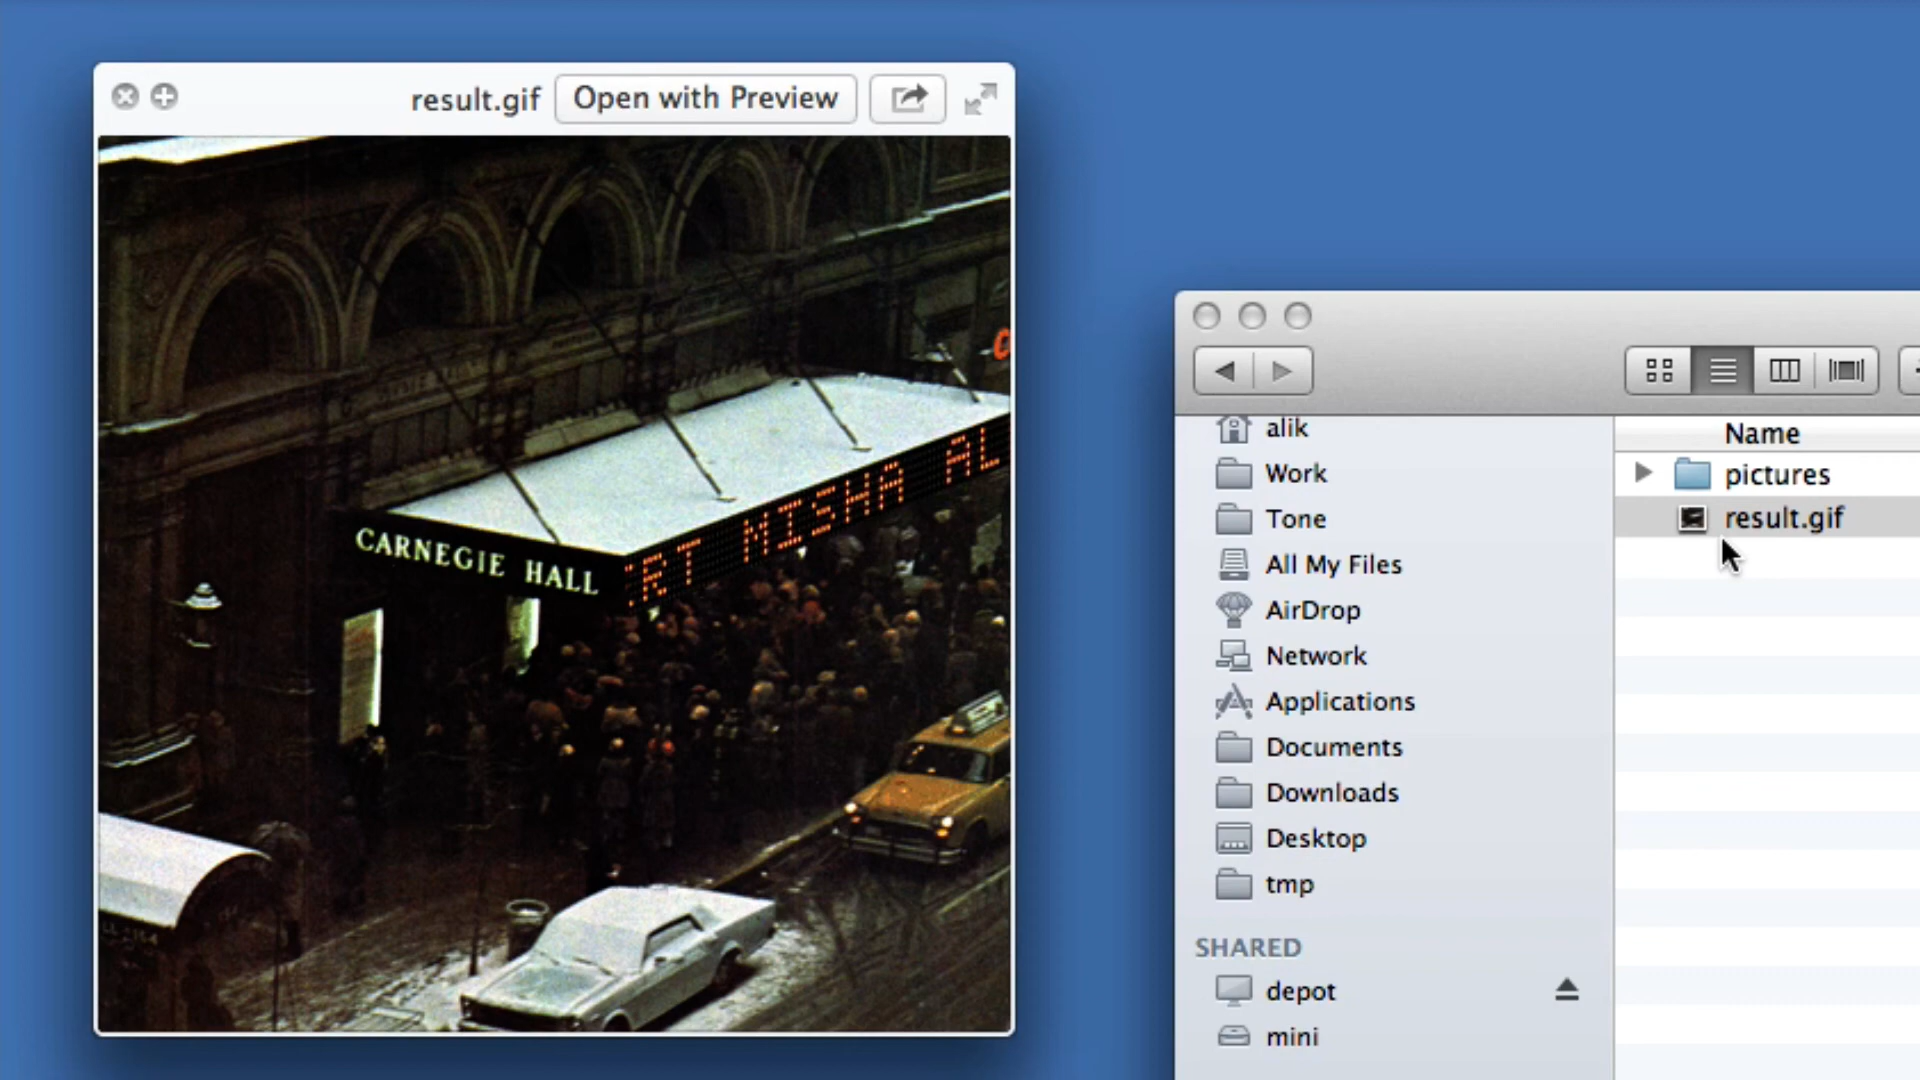 result.gif
Open with Preview
CARNEGIE HALL
RT MISHA AL
alik
Work
Tone
All My Files
AirDrop
Network
Applications
Documents
Downloads
Desktop
tmp
SHARED
depot
mini
Name
pictures
result.gif